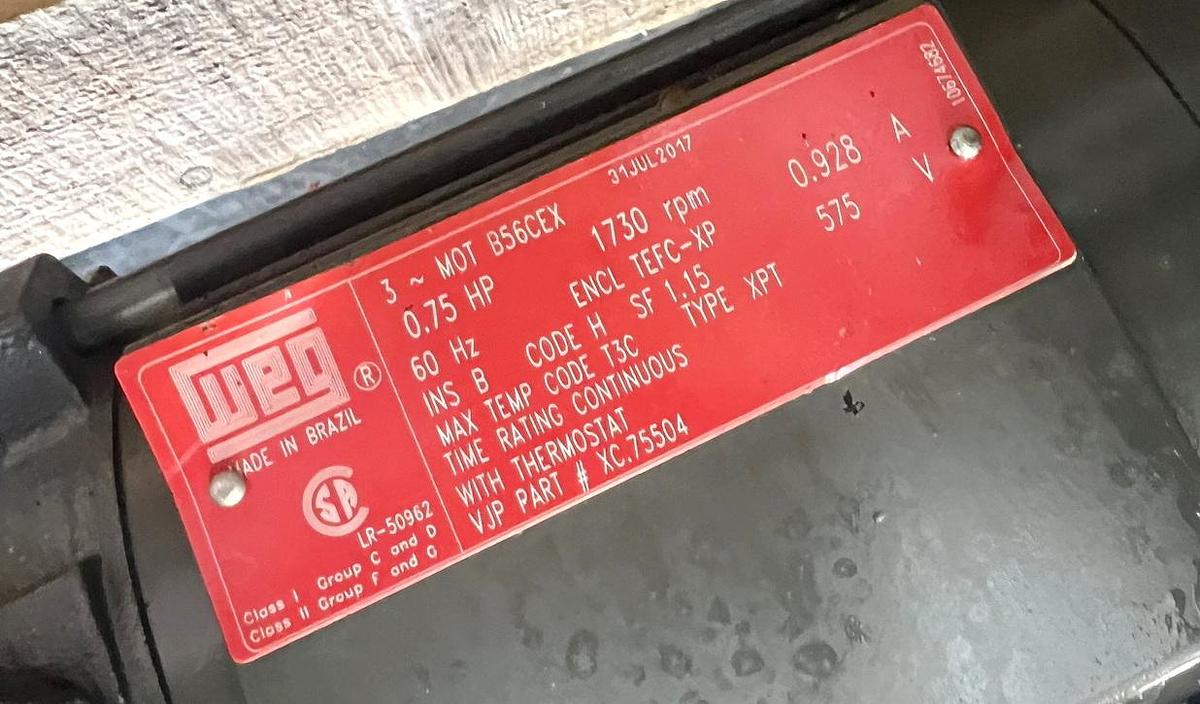 weg ®
MADE IN BRAZIL
LR-50962
Class I Group C and D
Class II Group F and G
31JUL2017
3 ~ MOT B56CEX
0.75 HP 1730 rpm 0.928 A
60 Hz ENCL TEFC-XP 575 V
INS B CODE H SF 1.15
MAX TEMP CODE T3C TYPE XPT
TIME RATING CONTINUOUS
WITH THERMOSTAT
VJP PART # XC.75504
10674682